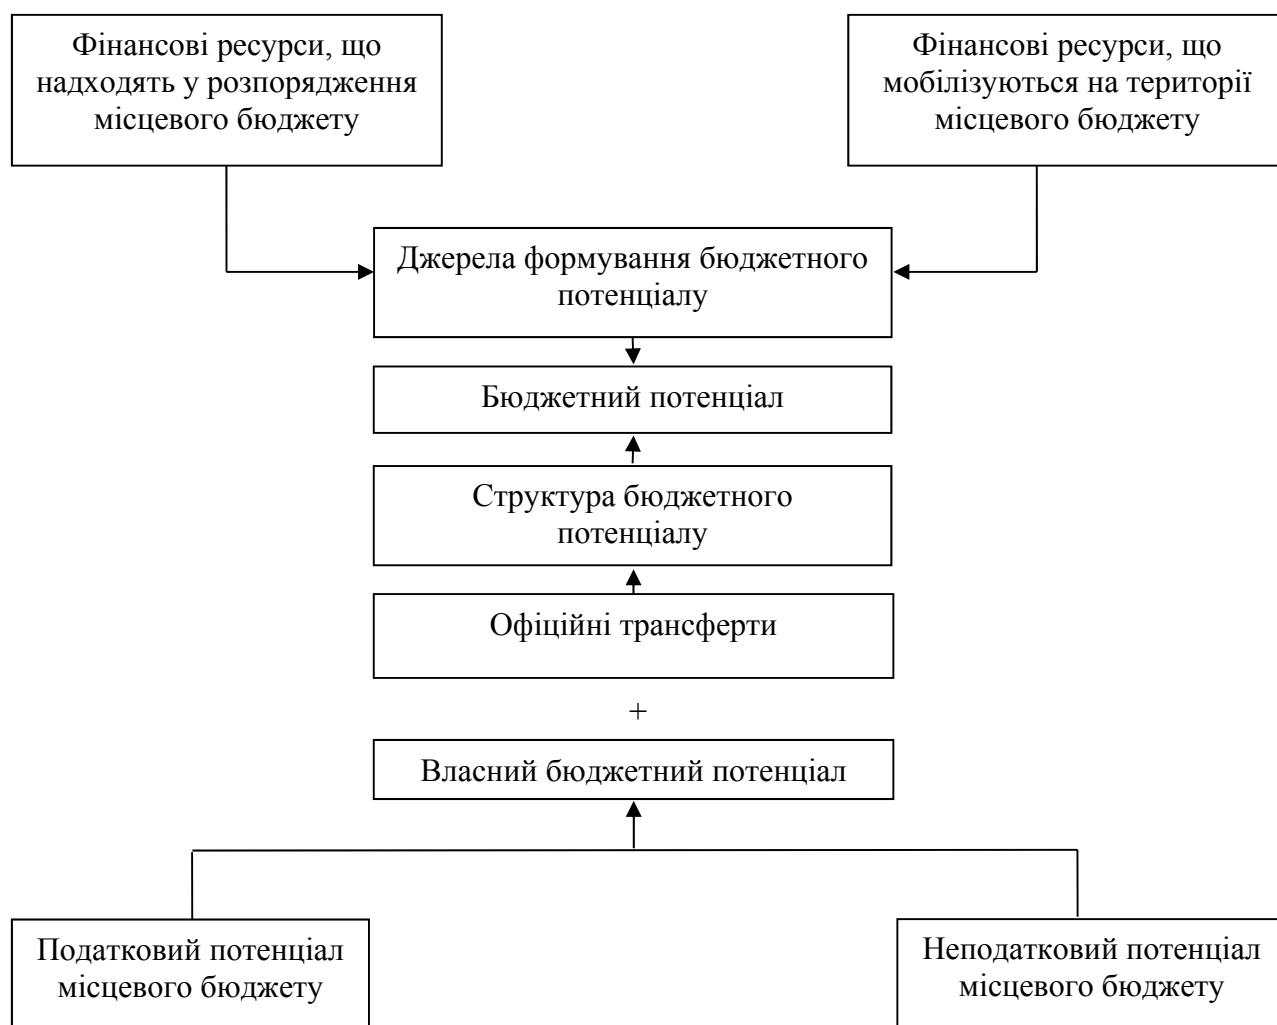 Фінансові ресурси, що
надходять у розпорядження
місцевого бюджету
Фінансові ресурси, що
мобілізуються на території
місцевого бюджету
Джерела формування бюджетного
потенціалу
Бюджетний потенціал
Структура бюджетного
потенціалу
Офіційні трансферти
+
Власний бюджетний потенціал
Податковий потенціал
місцевого бюджету
Неподатковий потенціал
місцевого бюджету